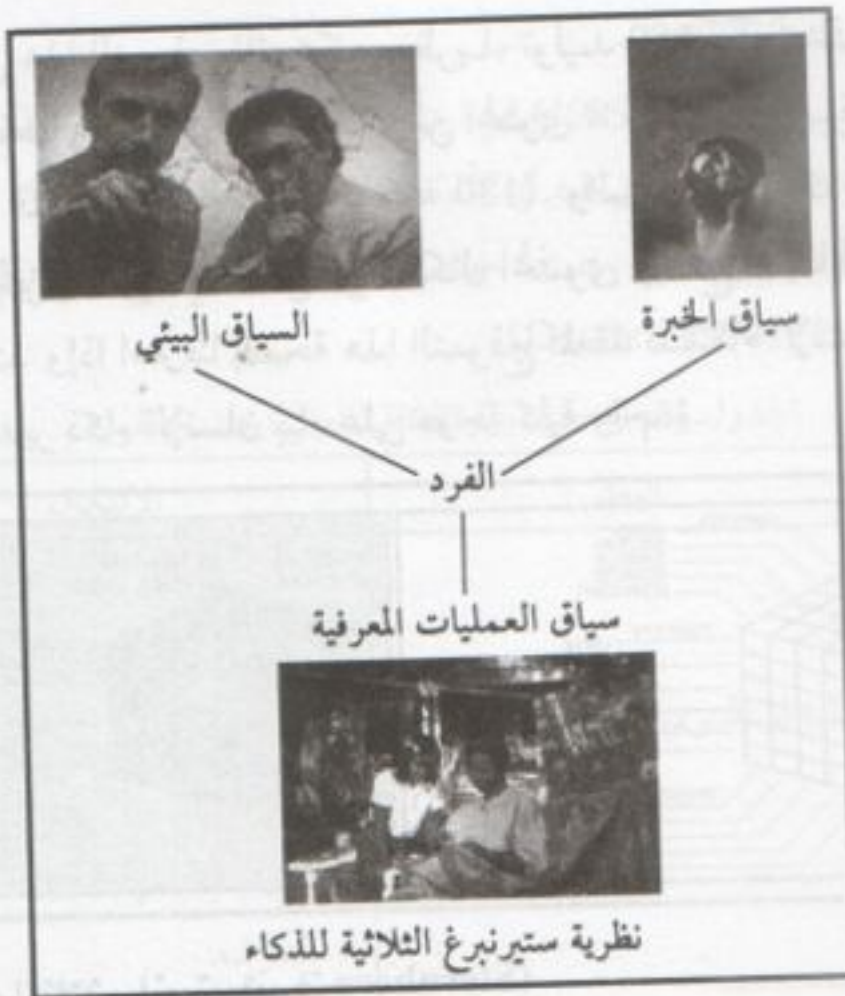 سياق الخبرة
السياق البيئي
الفرد
سياق العمليات المعرفية
نظرية ستيرنبرغ الثلاثية للذكاء